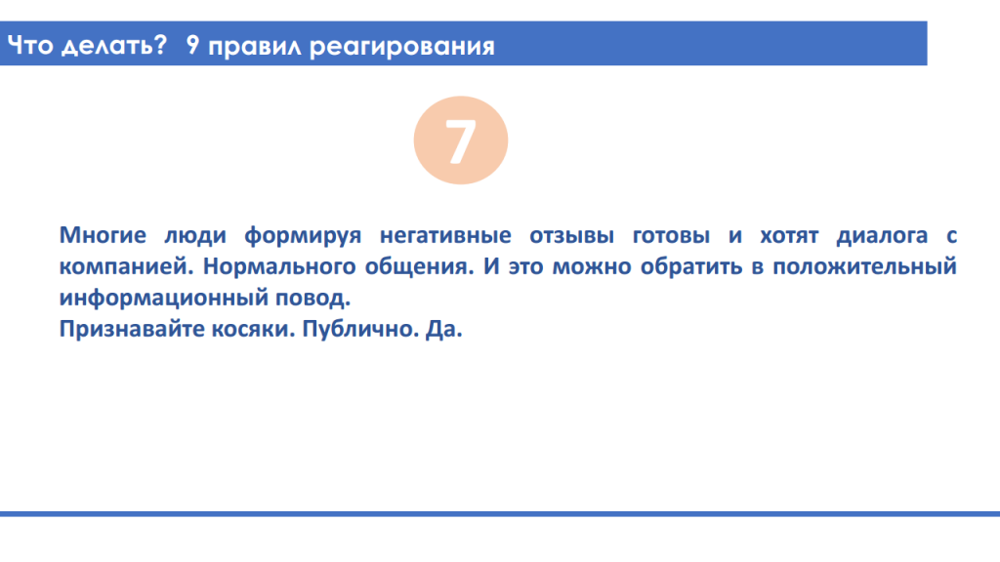 Что делать? 9 правил реагирования
7
Многие люди формируя негативные отзывы готовы и хотят диалога с
компанией. Нормального общения. И это можно обратить в положительный
информационный повод.
Признавайте косяки. Публично. Да.